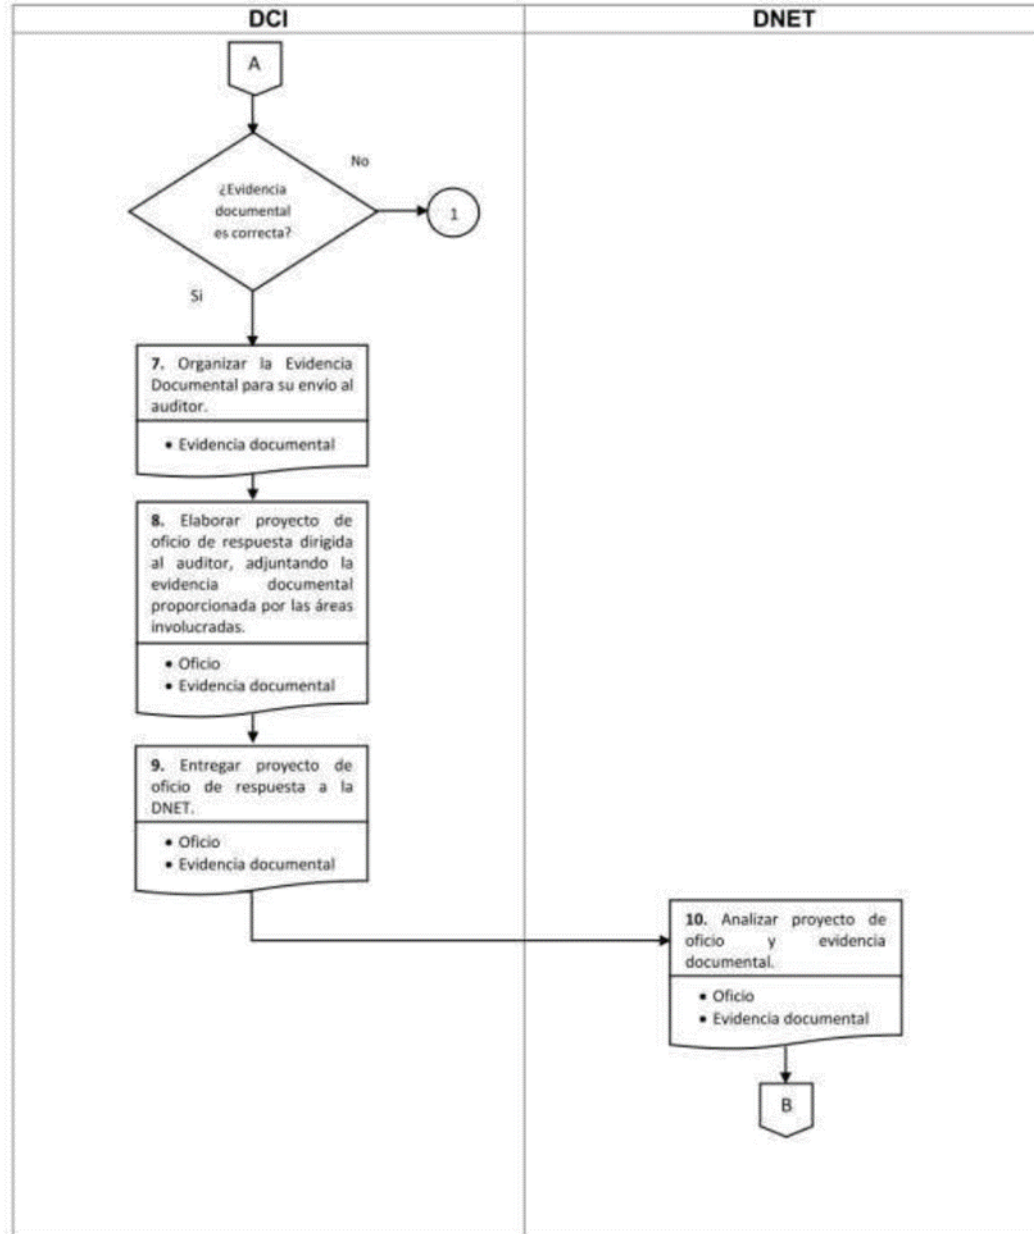 DCI
DNET
A
No
¿Evidencia
documental
es correcta?
1
Si
7. Organizar la Evidencia
Documental para su envío al
auditor.
• Evidencia documental
8. Elaborar proyecto de
oficio de respuesta dirigida
al auditor, adjuntando la
evidencia documental
proporcionada por las áreas
involucradas.
• Oficio
• Evidencia documental
9. Entregar proyecto de
oficio de respuesta a la
DNET.
• Oficio
• Evidencia documental
10. Analizar proyecto de
oficio y evidencia
documental.
• Oficio
• Evidencia documental
B